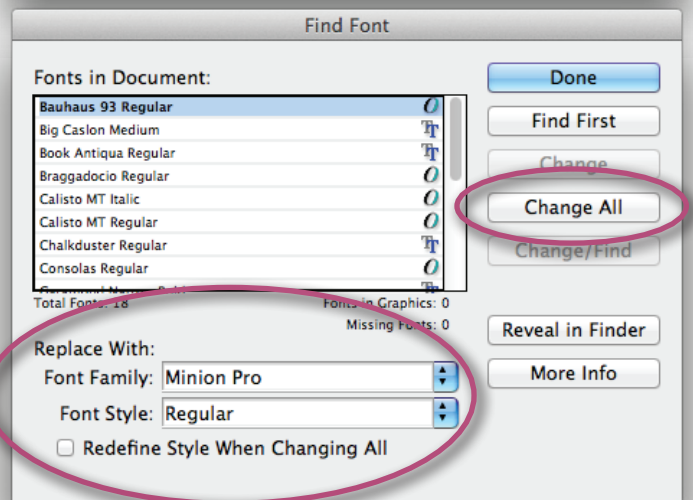 Find Font
Fonts in Document:
Bauhaus 93 Regular
Big Caslon Medium
Book Antiqua Regular
Braggadocio Regular
Calisto MT Italic
Calisto MT Regular
Chalkduster Regular
Consolas Regular
Total Fonts: 18
Fonts in Graphics: 0
Missing Fonts: 0
Replace With:
Font Family: Minion Pro
Font Style: Regular
Redefine Style When Changing All
Done
Find First
Change
Change All
Change/Find
Reveal in Finder
More Info